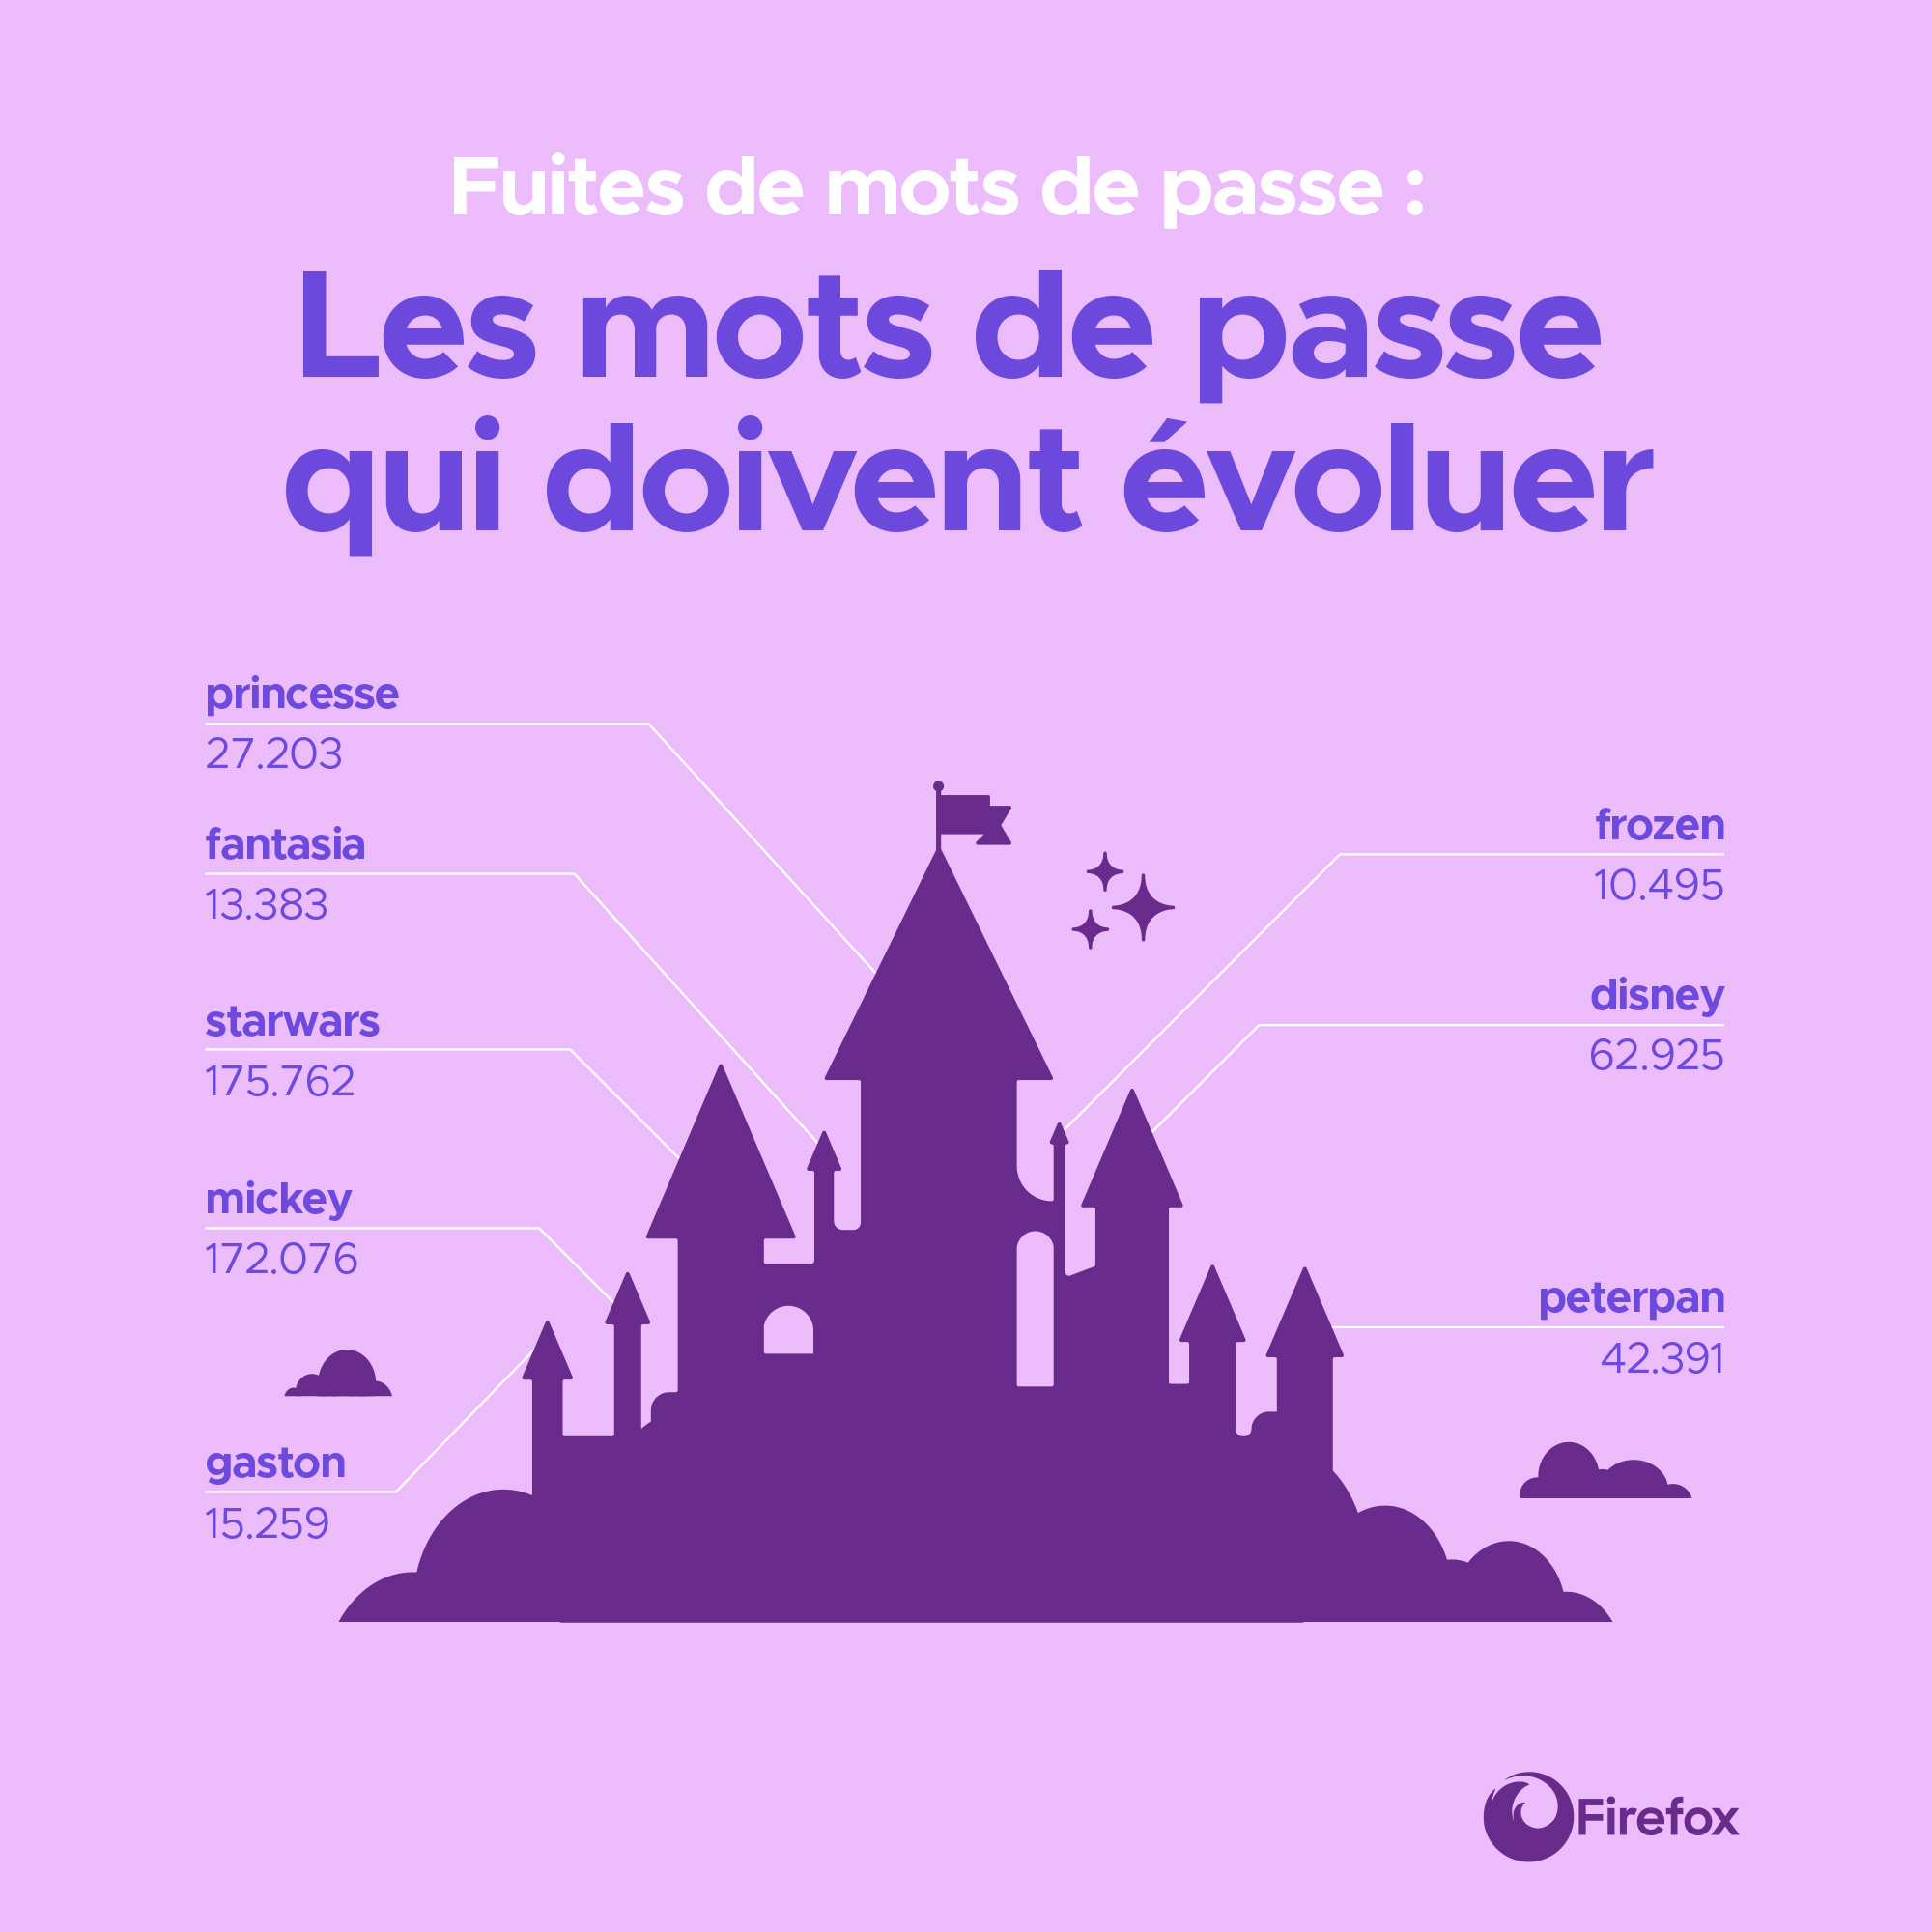 Fuites de mots de passe :
Les mots de passe
qui doivent évoluer
princesse
27.203
fantasia
13.383
starwars
175.762
mickey
172.076
gaston
15.259
frozen
10.495
disney
62.925
peterpan
42.391
Firefox